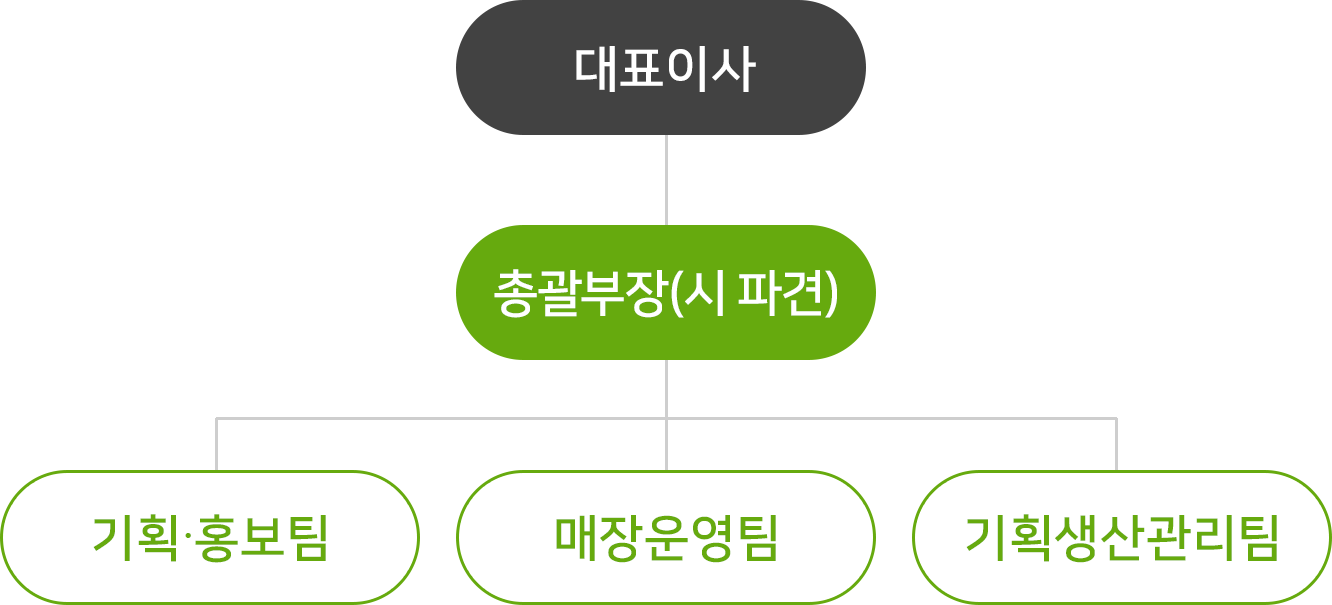 대표이사
총괄부장(시 파견)
기획·홍보팀
매장운영팀
기획생산관리팀